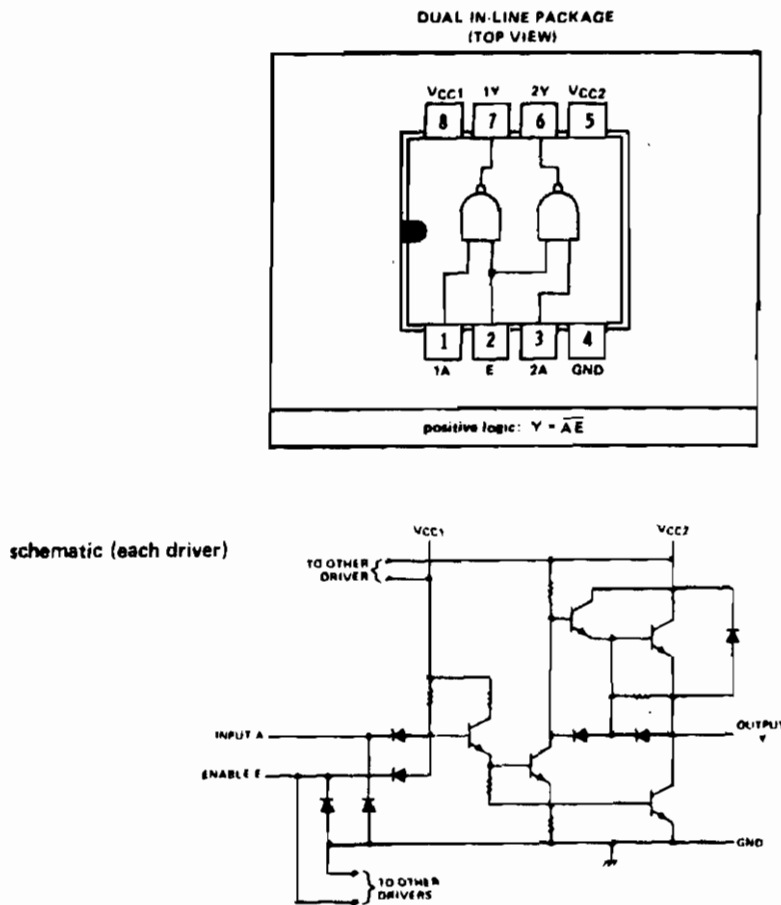 DUAL IN-LINE PACKAGE
(TOP VIEW)
VCC1 1Y 2Y VCC2
8 7 6 5
1 2 3 4
1A E 2A GND
positive logic: Y = A̅E̅
schematic (each driver)
VCC1 VCC2
TO OTHER
DRIVER
INPUT A
OUTPUT
Y
ENABLE E
GND
TO OTHER
DRIVERS